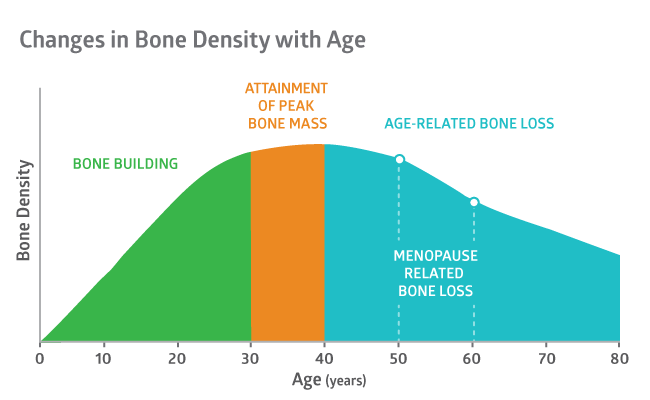 Changes in Bone Density with Age
ATTAINMENT
OF PEAK
BONE MASS
AGE-RELATED BONE LOSS
BONE BUILDING
Bone Density
MENOPAUSE
RELATED
BONE LOSS
0 10 20 30 40 50 60 70 80
Age (years)